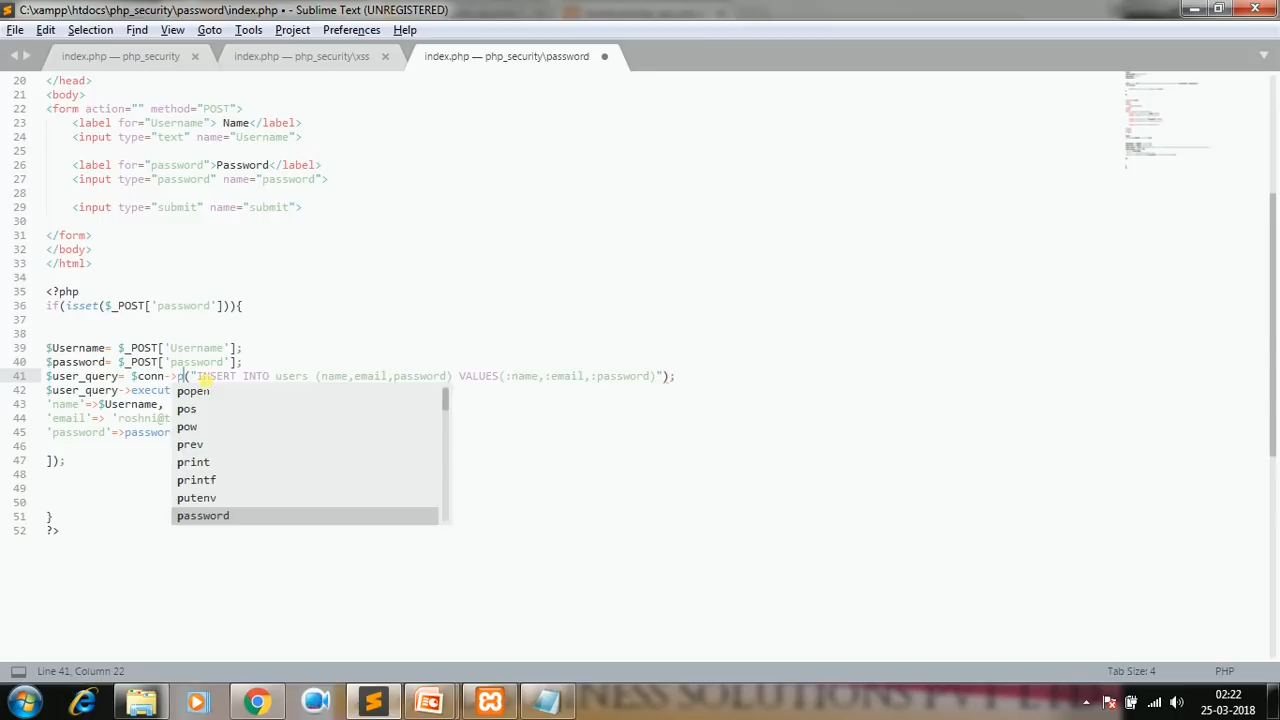 C:\xampp\htdocs\php_security\password\index.php • - Sublime Text (UNREGISTERED)
File Edit Selection Find View Goto Tools Project Preferences Help
index.php — php_security × index.php — php_security\xss × index.php — php_security\password
20 </head>
21 <body>
22 <form action="" method="POST">
23 <label for="Username"> Name</label>
24 <input type="text" name="Username">
25
26 <label for="password">Password</label>
27 <input type="password" name="password">
28
29 <input type="submit" name="submit">
30
31 </form>
32 </body>
33 </html>
34
35 <?php
36 if(isset($_POST['password'])){
37
38
39 $Username= $_POST['Username'];
40 $password= $_POST['password'];
41 $user_query= $conn->p("INSERT INTO users (name,email,password) VALUES(:name,:email,:password)");
42 $user_query->execut popen
43 'name'=>$Username, pos
44 'email'=> 'roshni@t pow
45 'password'=>passwor prev
46 print
47 ]); printf
48 putenv
49 password
50
51 }
52 ?>
Line 41, Column 22 Tab Size: 4 PHP
02:22
25-03-2018